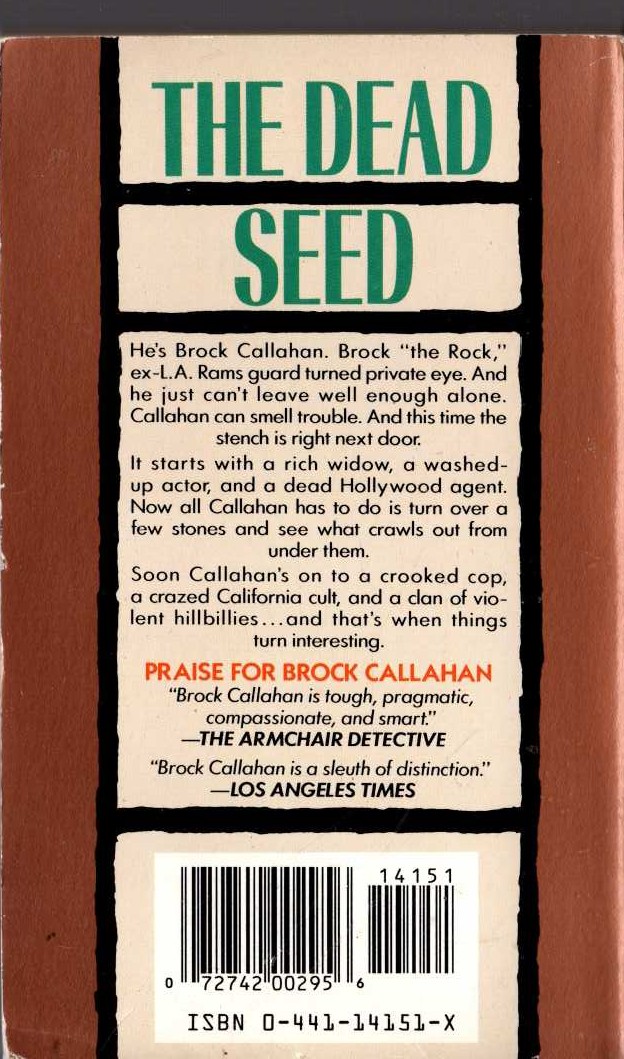 THE DEAD
SEED
He's Brock Callahan. Brock "the Rock,"
ex-L.A. Rams guard turned private eye. And
he just can't leave well enough alone.
Callahan can smell trouble. And this time the
stench is right next door.
It starts with a rich widow, a washed-
up actor, and a dead Hollywood agent.
Now all Callahan has to do is turn over a
few stones and see what crawls out from
under them.
Soon Callahan's on to a crooked cop,
a crazed California cult, and a clan of vio-
lent hillbillies...and that's when things
turn interesting.
PRAISE FOR BROCK CALLAHAN
"Brock Callahan is tough, pragmatic,
compassionate, and smart."
—THE ARMCHAIR DETECTIVE
"Brock Callahan is a sleuth of distinction."
—LOS ANGELES TIMES
14151
0 72742 00295 6
ISBN 0-441-14151-X